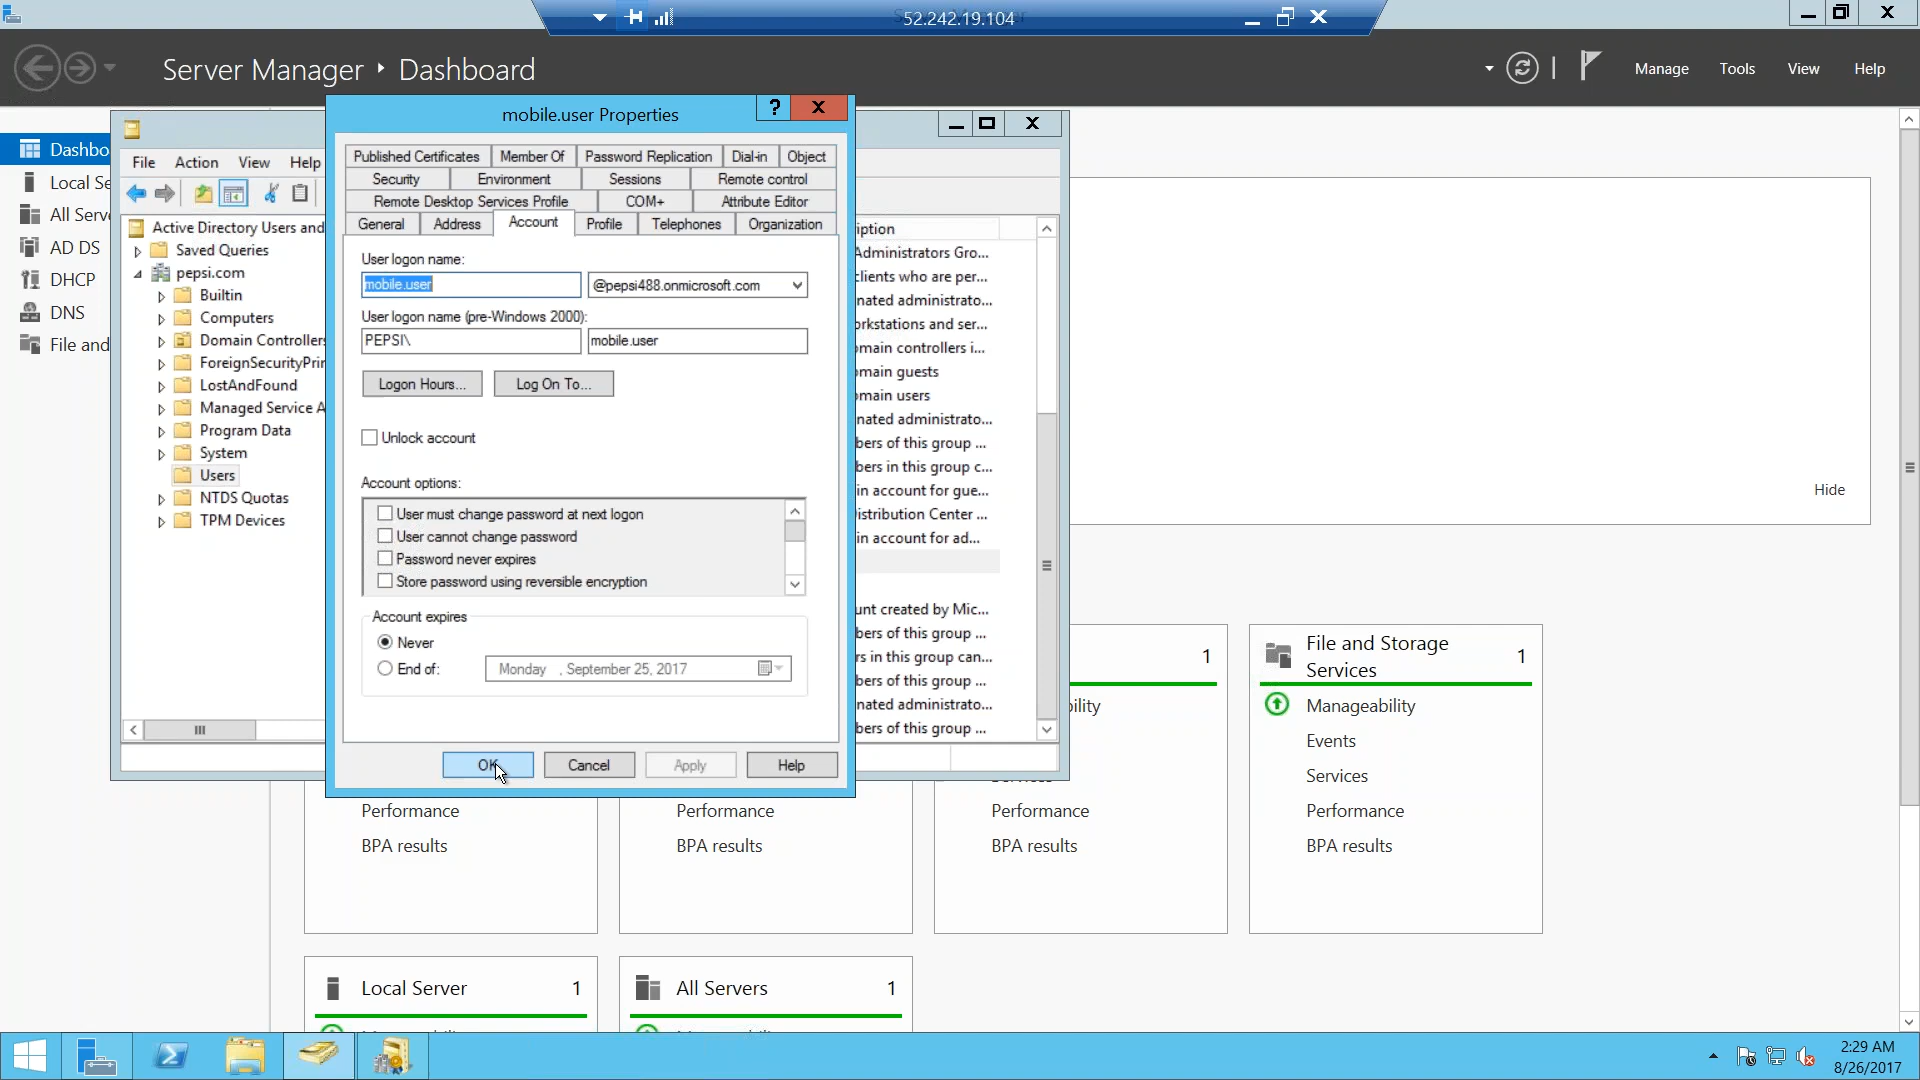 52.242.19.104
Server Manager ‣ Dashboard
Manage Tools View Help
mobile.user Properties
?
Dashbo
Local Se
All Serv
AD DS
DHCP
DNS
File and
File Action View Help
Active Directory Users and
Saved Queries
pepsi.com
Builtin
Computers
Domain Controllers
ForeignSecurityPrin
LostAndFound
Managed Service A
Program Data
System
Users
NTDS Quotas
TPM Devices
Published Certificates Member Of Password Replication Dial-in Object
Security Environment Sessions Remote control
Remote Desktop Services Profile COM+ Attribute Editor
General Address Account Profile Telephones Organization
User logon name:
mobile.user @pepsi488.onmicrosoft.com
User logon name (pre-Windows 2000):
PEPSI\ mobile.user
Logon Hours... Log On To...
Unlock account
Account options:
User must change password at next logon
User cannot change password
Password never expires
Store password using reversible encryption
Account expires
Never
End of: Monday , September 25, 2017
OK Cancel Apply Help
iption
Administrators Gro...
clients who are per...
nated administrato...
orkstations and ser...
omain controllers i...
omain guests
omain users
nated administrato...
bers of this group ...
bers in this group c...
in account for gue...
istribution Center ...
in account for ad...
unt created by Mic...
bers of this group ...
rs in this group can...
bers of this group ...
nated administrato...
bers of this group ...
Hide
Performance
BPA results
Performance
BPA results
1
bility
Performance
BPA results
File and Storage
Services 1
Manageability
Events
Services
Performance
BPA results
Local Server 1
All Servers 1
2:29 AM
8/26/2017